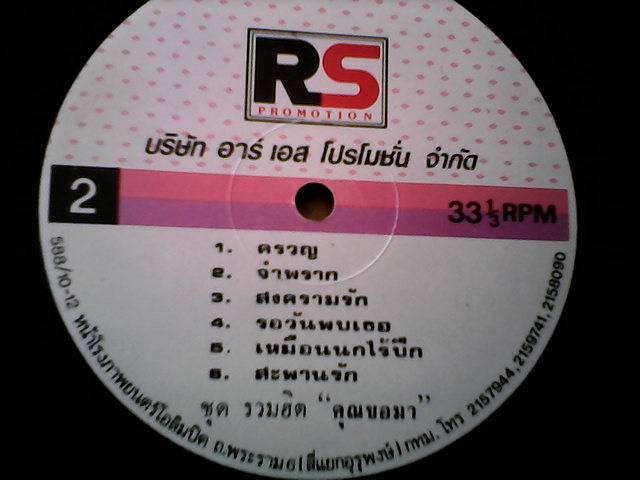 RS
PROMOTION
บริษัท อาร์ เอส โปรโมชั่น จำกัด
2
33 1/3 RPM
1. ครวญ
2. จำพราก
3. สงครามรัก
4. รอวันพบเธอ
5. เหมือนนกไร้ปีก
6. สะพานรัก
ชุด รวมฮิต "คุณขอมา"
588/10-12 หน้าโรงภาพยนตร์โอลิมปิค ถ.พระราม 6 (สี่แยกอุรุพงษ์) กทม. โทร 2157944, 2159741, 2158090